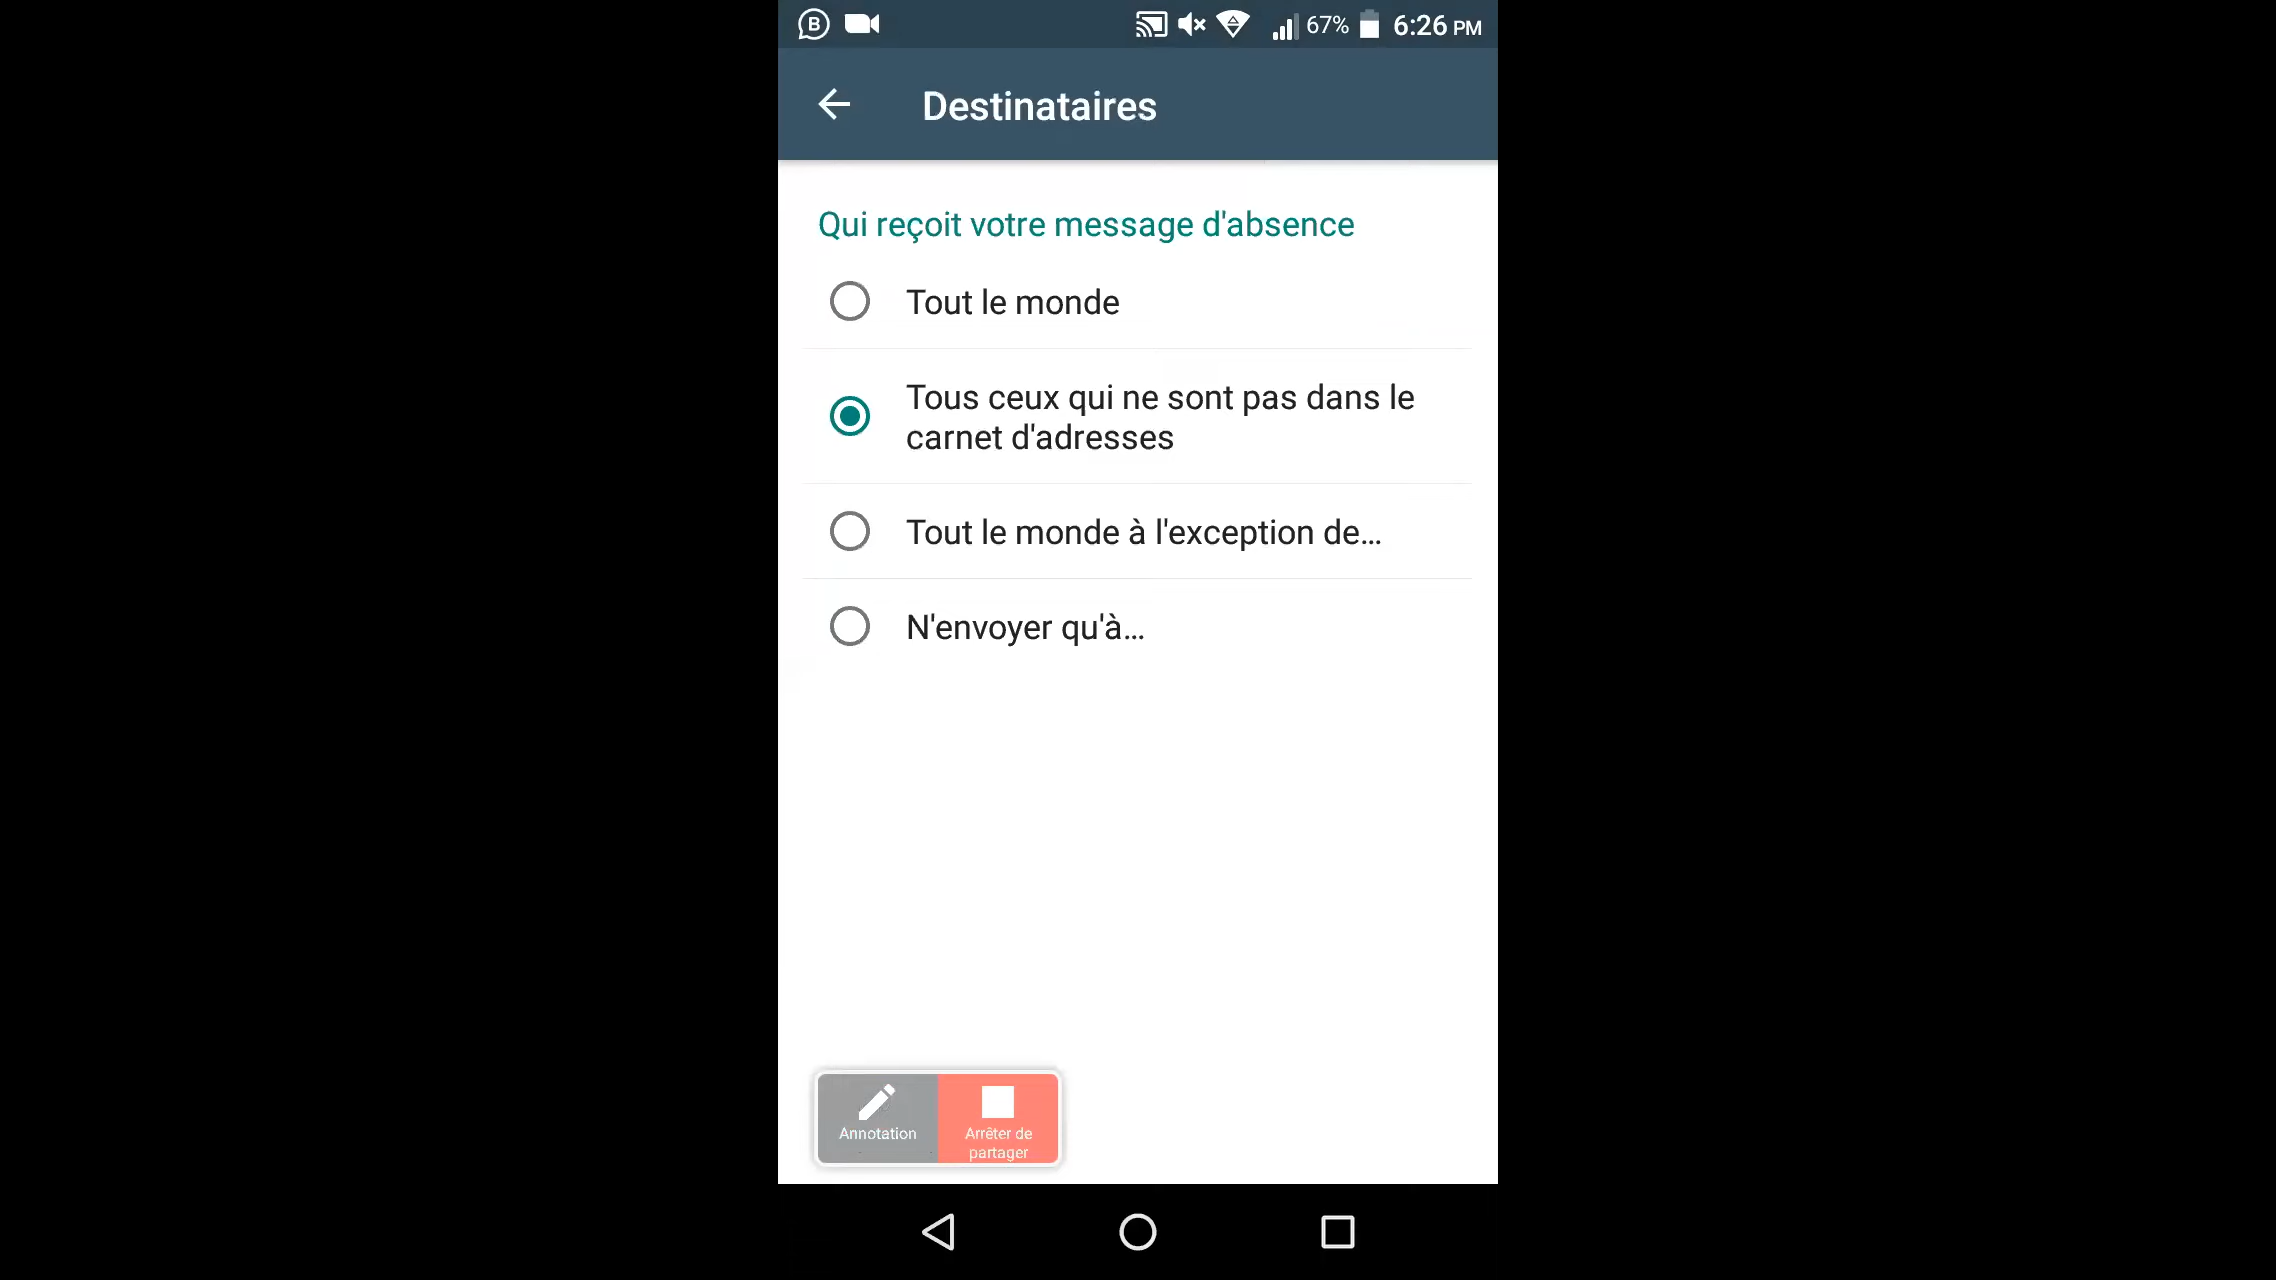 B
67% 6:26 PM
Destinataires
Qui reçoit votre message d'absence
Tout le monde
Tous ceux qui ne sont pas dans le
carnet d'adresses
Tout le monde à l'exception de...
N'envoyer qu'à...
Annotation
Arrêter de
partager